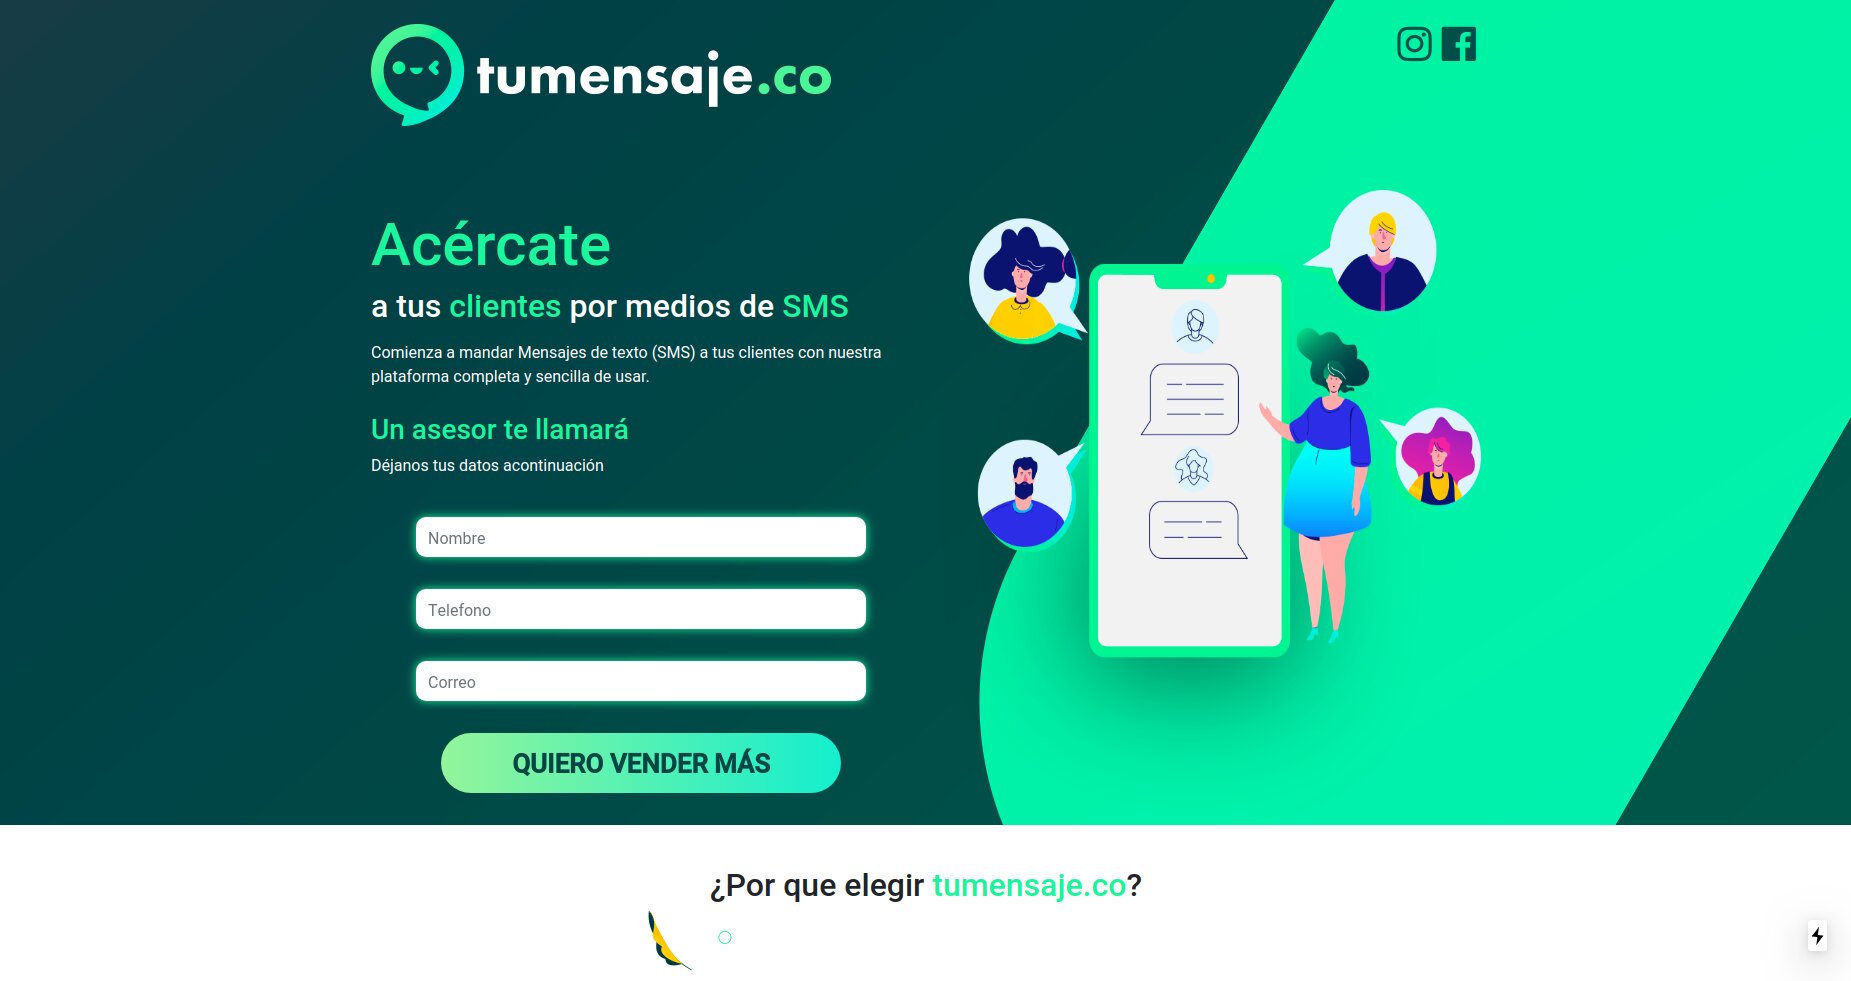 tumensaje.co
Acércate
a tus clientes por medios de SMS
Comienza a mandar Mensajes de texto (SMS) a tus clientes con nuestra
plataforma completa y sencilla de usar.
Un asesor te llamará
Déjanos tus datos acontinuación
Nombre
Telefono
Correo
QUIERO VENDER MÁS
¿Por que elegir tumensaje.co?